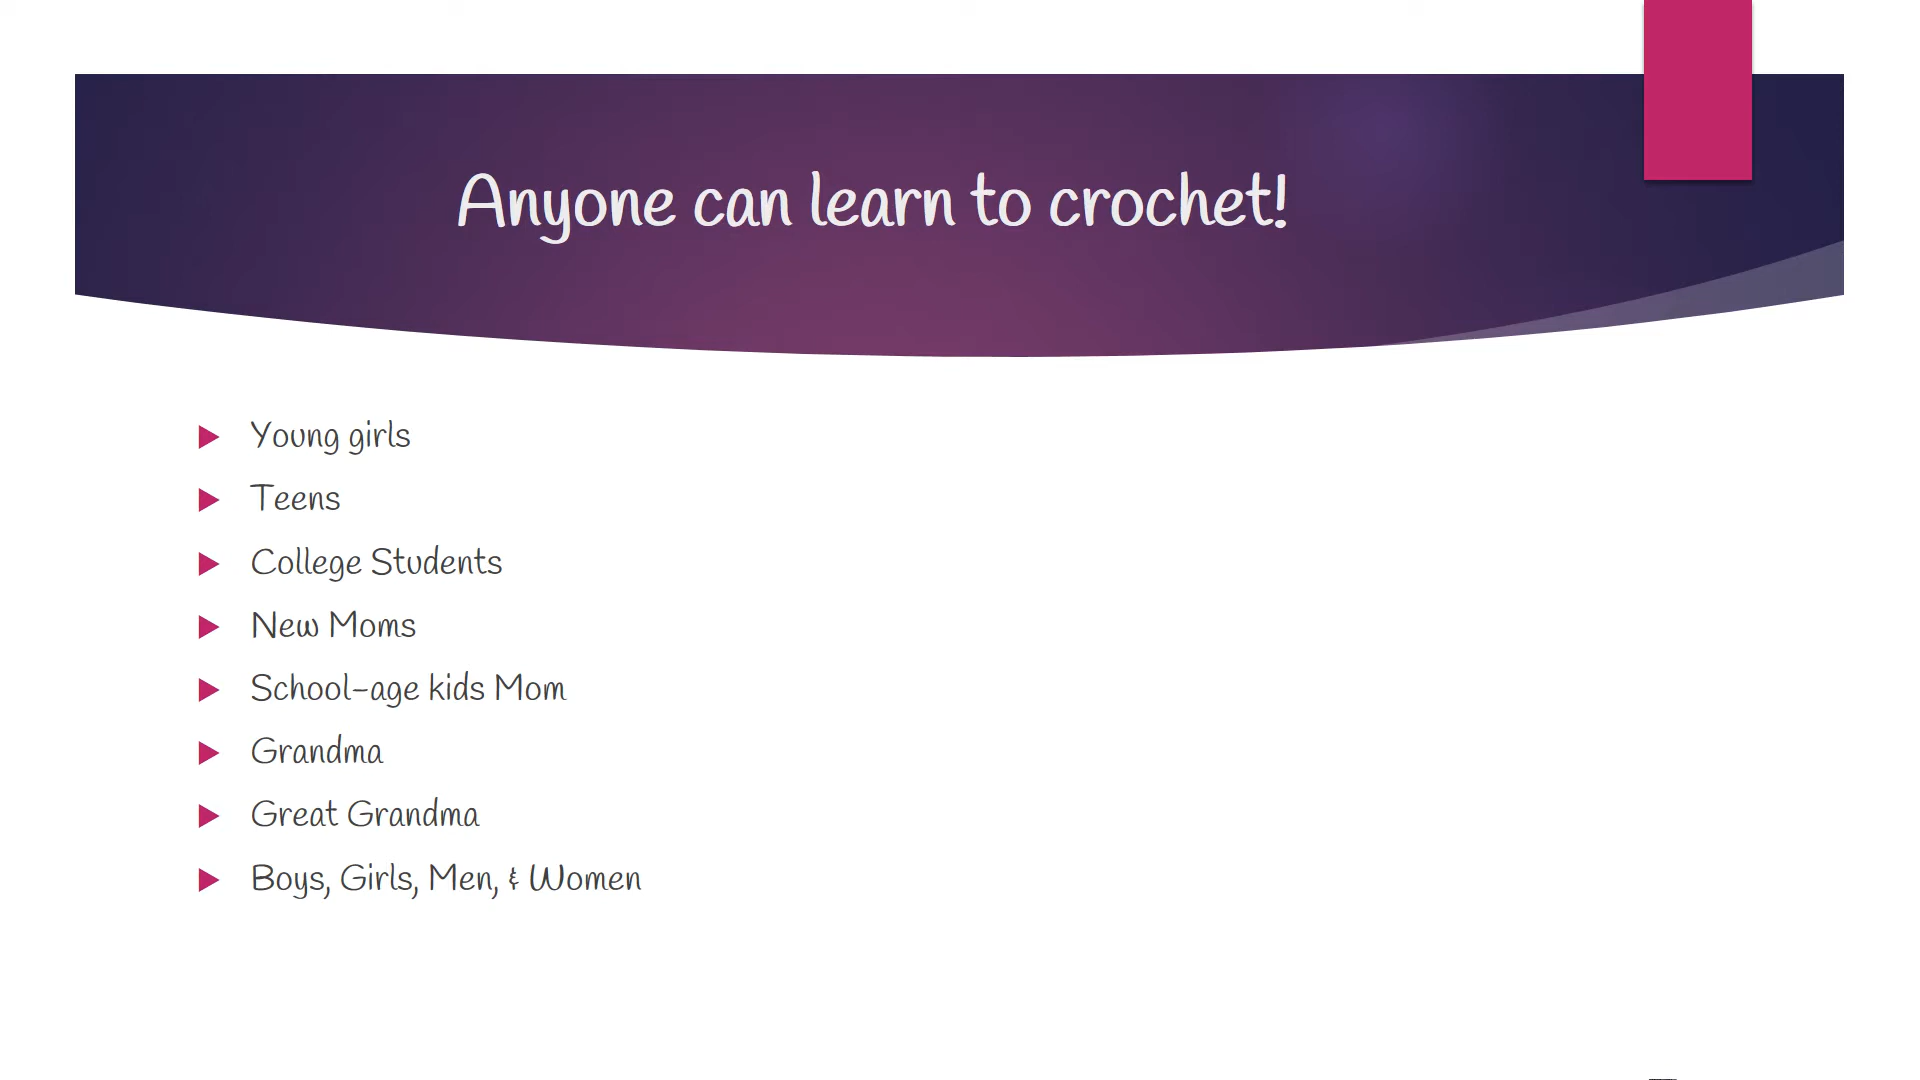 Anyone can learn to crochet!
Young girls
Teens
College Students
New Moms
School-age kids Mom
Grandma
Great Grandma
Boys, Girls, Men, & Women